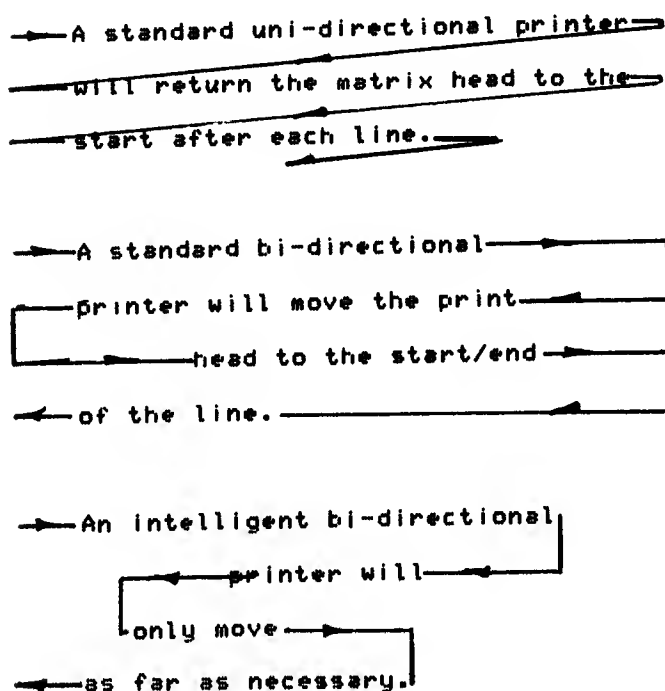 A standard uni-directional printer
will return the matrix head to the
start after each line.
A standard bi-directional
printer will move the print
head to the start/end
of the line.
An intelligent bi-directional
printer will
only move
as far as necessary.